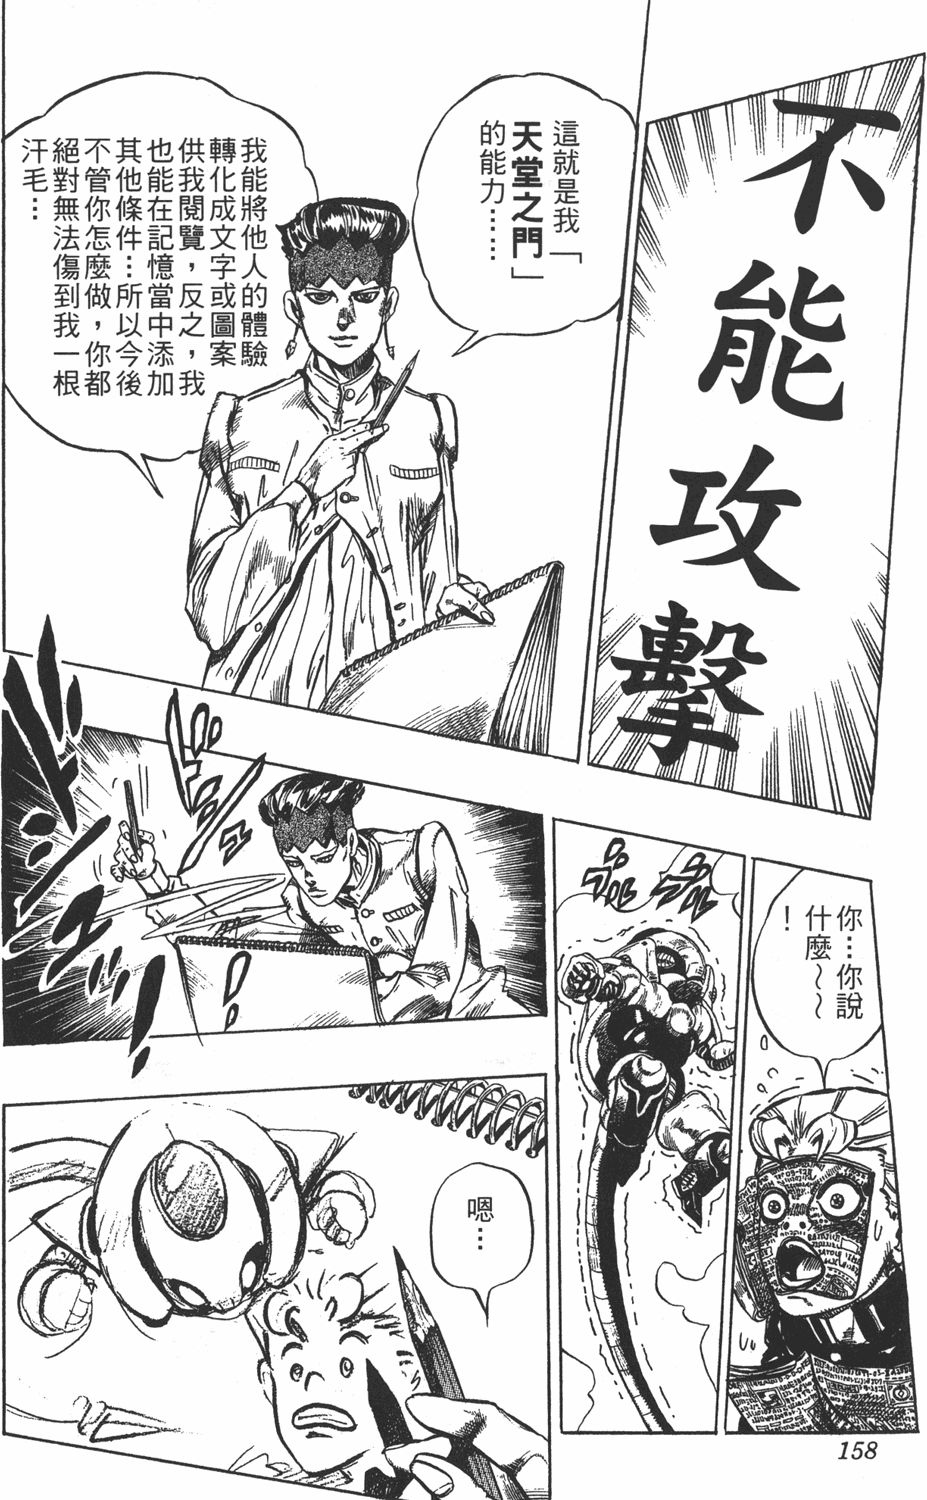 不能攻擊
這就是我「
天堂之門」
的能力……
我能將他人的體驗
轉化成文字或圖案
供我閱覽，反之，我
也能在記憶當中添加
其他條件…所以今後
不管你怎麼做，你都
絕對無法傷到我一根
汗毛…
你…你說
什麼～～
！
嗯…
158